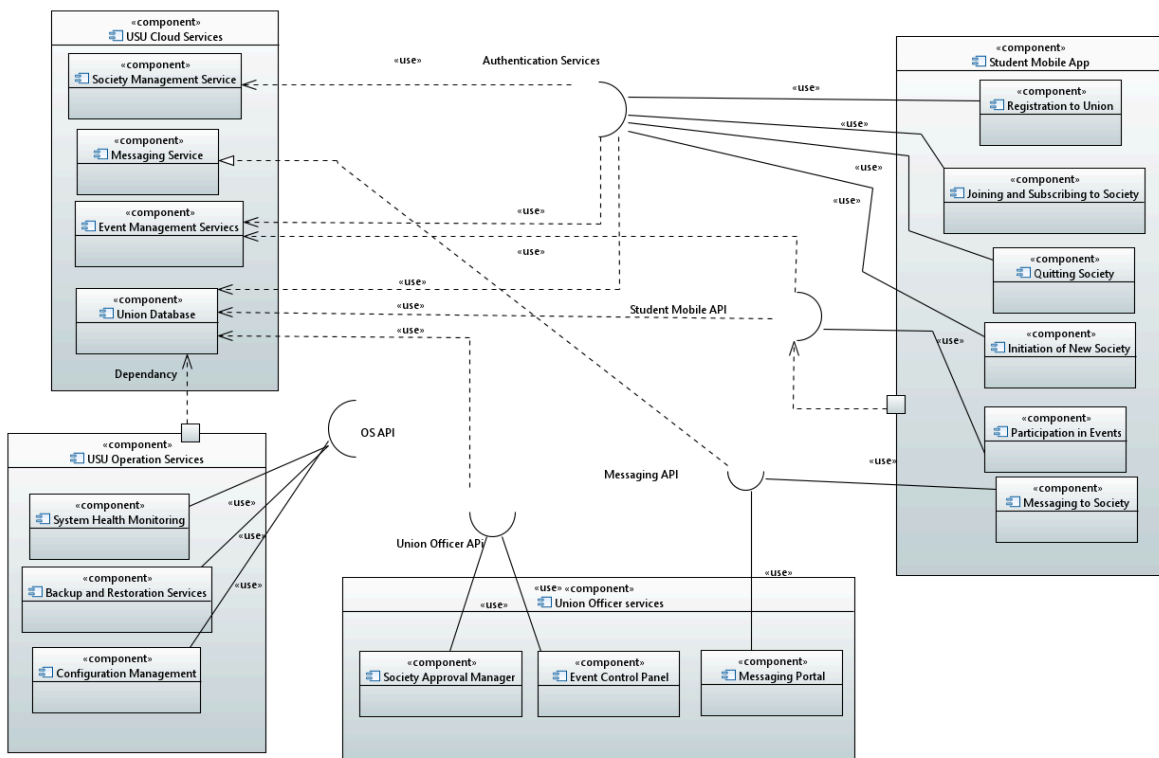 «component»
USU Cloud Services
«component»
Society Management Service
«component»
Messaging Service
«component»
Event Management Serviecs
«component»
Union Database
Dependancy
«use»
Authentication Services
«use»
«use»
«use»
«use»
«use»
Student Mobile API
«component»
Student Mobile App
«use»
«component»
Registration to Union
«use»
«component»
Joining and Subscribing to Society
«use»
«component»
Quitting Society
«component»
Initiation of New Society
«use»
«component»
Participation in Events
«use»
«component»
Messaging to Society
Messaging API
OS API
«component»
USU Operation Services
«component»
System Health Monitoring
«use»
«use»
«component»
Backup and Restoration Services
«use»
«component»
Configuration Management
Union Officer APi
«use»
«use»
«component»
Union Officer services
«use»
«component»
Society Approval Manager
«component»
Event Control Panel
«component»
Messaging Portal